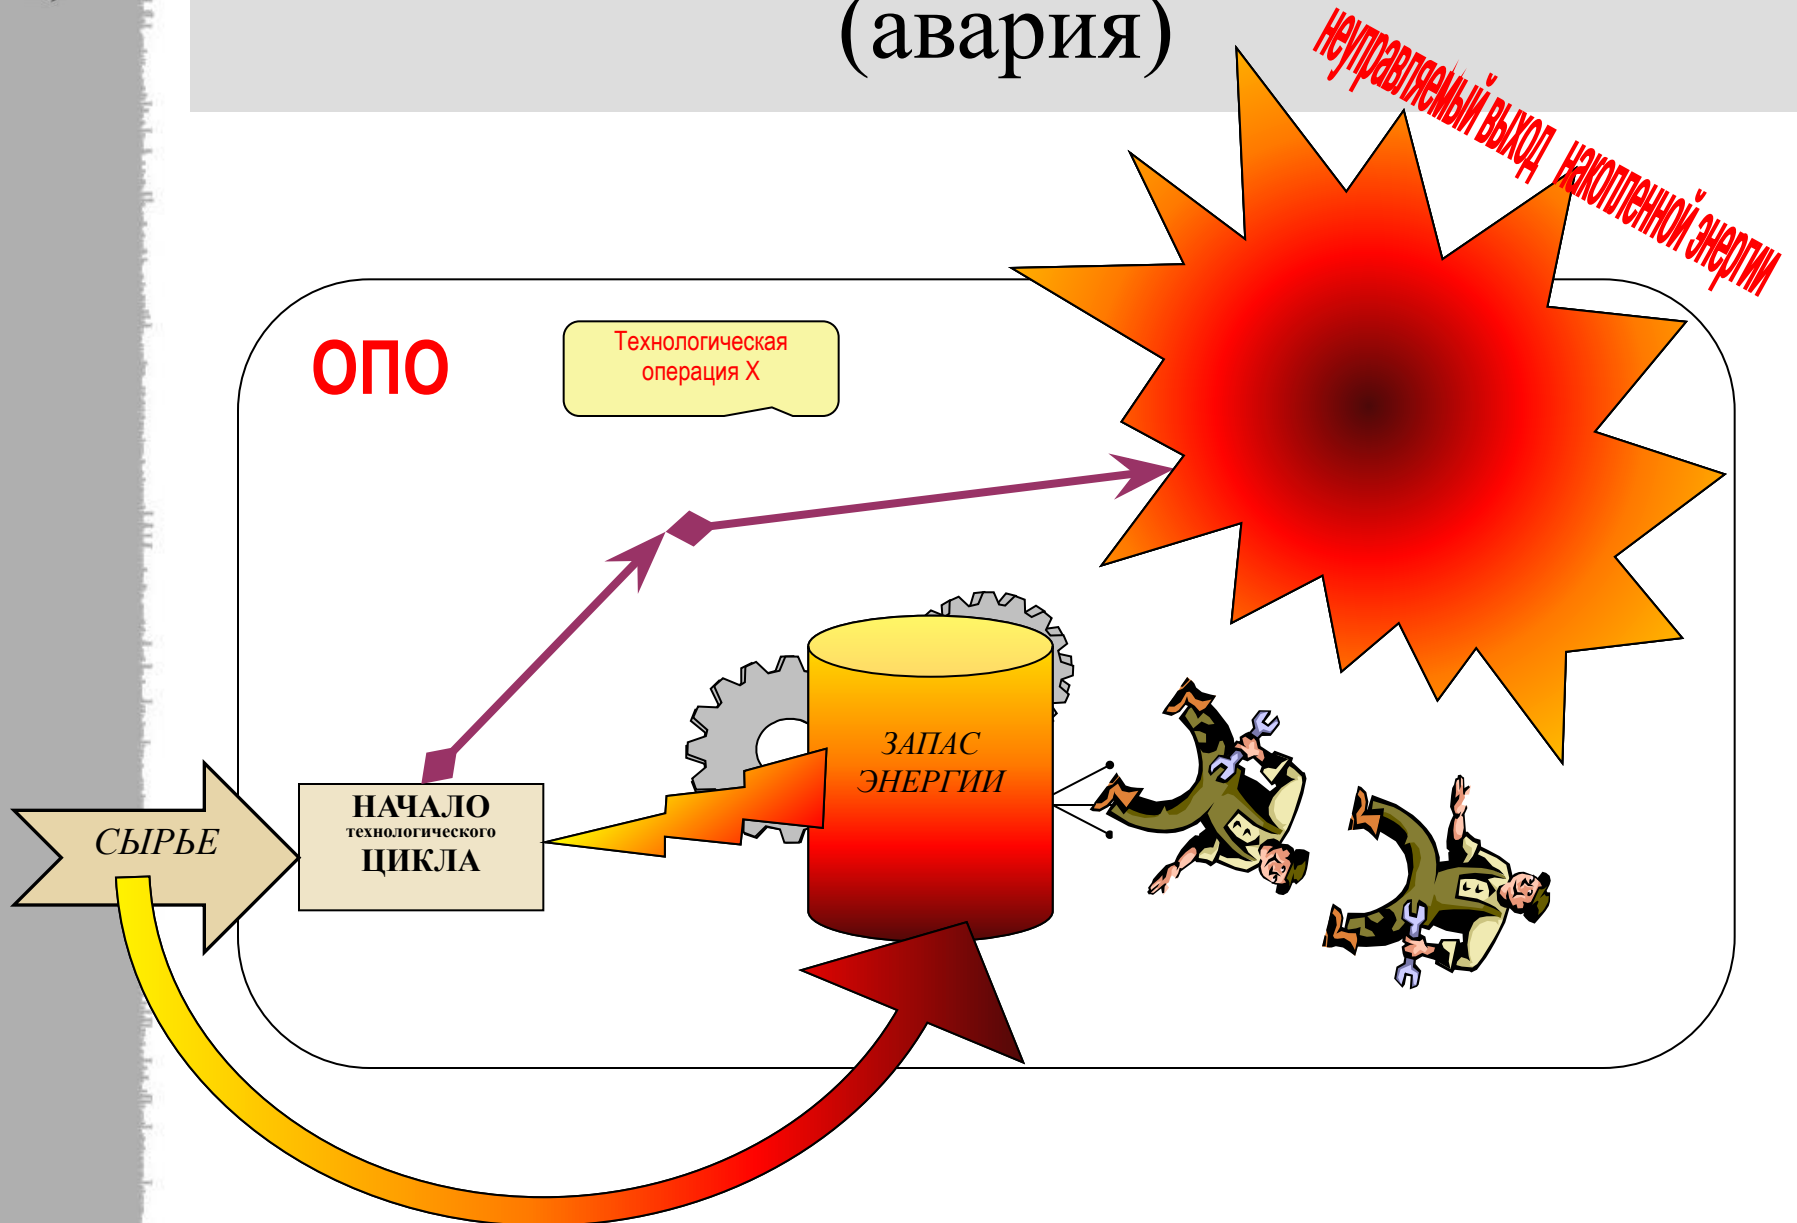 (авария)
неуправляемый выход накопленной энергии
ОПО
Технологическая
операция X
ЗАПАС
ЭНЕРГИИ
НАЧАЛО
технологического
ЦИКЛА
СЫРЬЕ